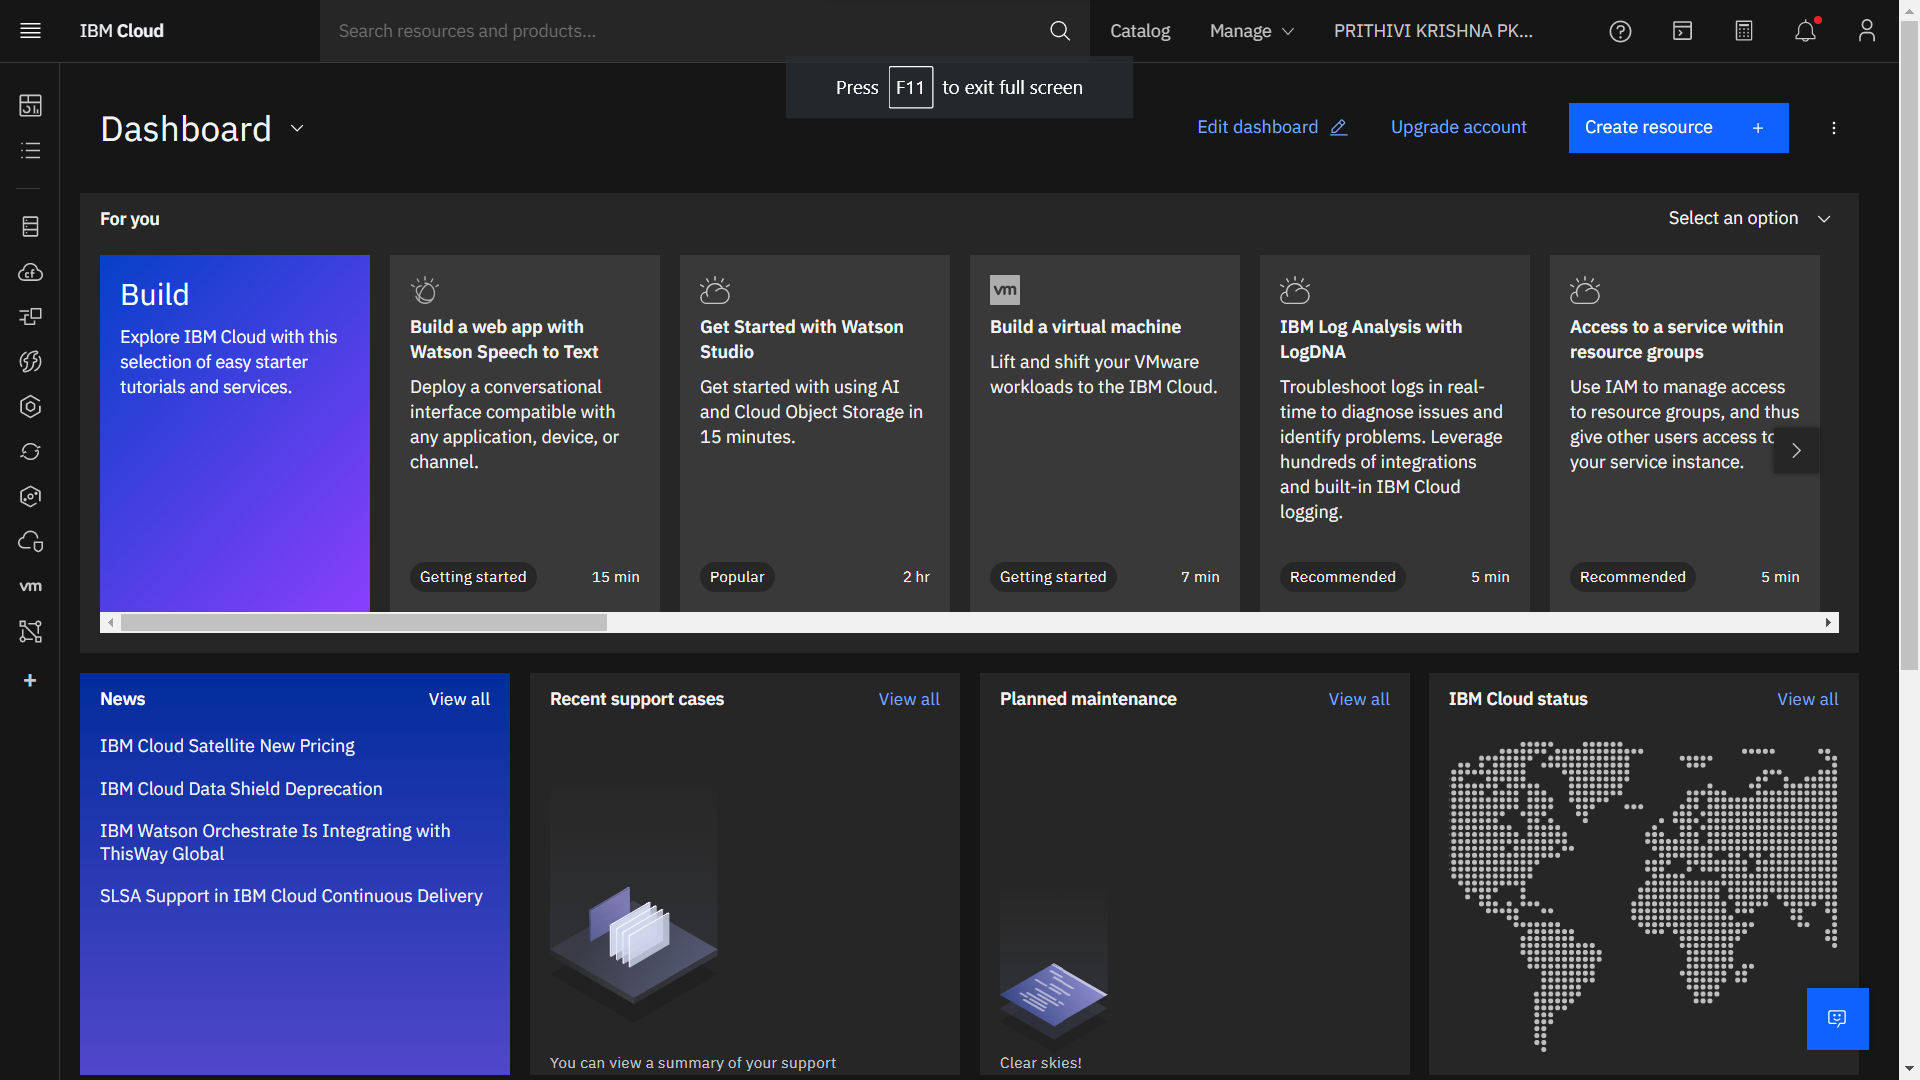 IBM Cloud
Search resources and products...
Catalog
Manage
PRITHIVI KRISHNA PK...
Press F11 to exit full screen
Dashboard
Edit dashboard
Upgrade account
Create resource +
For you
Select an option
Build
Explore IBM Cloud with this
selection of easy starter
tutorials and services.
Build a web app with
Watson Speech to Text
Deploy a conversational
interface compatible with
any application, device, or
channel.
Getting started
15 min
Get Started with Watson
Studio
Get started with using AI
and Cloud Object Storage in
15 minutes.
Popular
2 hr
vm
Build a virtual machine
Lift and shift your VMware
workloads to the IBM Cloud.
Getting started
7 min
IBM Log Analysis with
LogDNA
Troubleshoot logs in real-
time to diagnose issues and
identify problems. Leverage
hundreds of integrations
and built-in IBM Cloud
logging.
Recommended
5 min
Access to a service within
resource groups
Use IAM to manage access
to resource groups, and thus
give other users access to
your service instance.
Recommended
5 min
cf
vm
News
View all
IBM Cloud Satellite New Pricing
IBM Cloud Data Shield Deprecation
IBM Watson Orchestrate Is Integrating with
ThisWay Global
SLSA Support in IBM Cloud Continuous Delivery
Recent support cases
View all
You can view a summary of your support
Planned maintenance
View all
Clear skies!
IBM Cloud status
View all